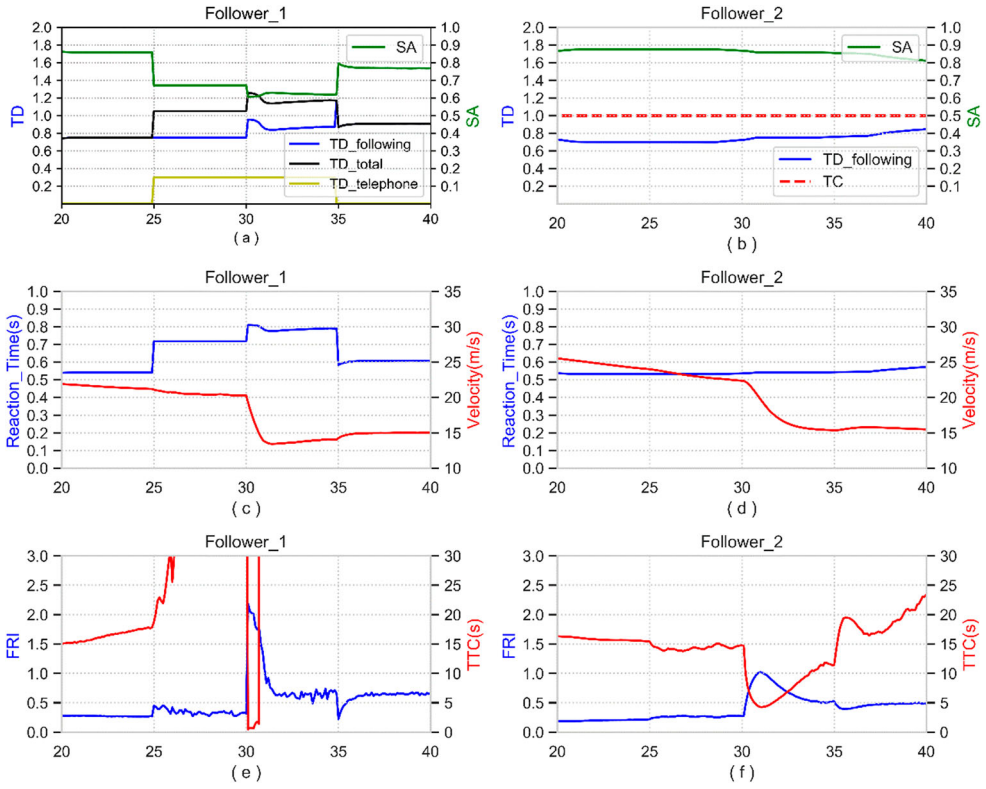 Follower_1
2.0
1.8
1.6
1.4
1.2
1.0
0.8
0.6
0.4
0.2
TD
1.0
0.9
0.8
0.7
0.6
0.5
0.4
0.3
0.2
0.1
SA
SA
TD_following
TD_total
TD_telephone
20 25 30 35 40
( a )
Follower_2
2.0
1.8
1.6
1.4
1.2
1.0
0.8
0.6
0.4
0.2
TD
1.0
0.9
0.8
0.7
0.6
0.5
0.4
0.3
0.2
0.1
SA
SA
TD_following
TC
20 25 30 35 40
( b )
Follower_1
1.0
0.9
0.8
0.7
0.6
0.5
0.4
0.3
0.2
0.1
0.0
Reaction_Time(s)
35
30
25
20
15
10
Velocity(m/s)
20 25 30 35 40
( c )
Follower_2
1.0
0.9
0.8
0.7
0.6
0.5
0.4
0.3
0.2
0.1
0.0
Reaction_Time(s)
35
30
25
20
15
10
Velocity(m/s)
20 25 30 35 40
( d )
Follower_1
3.0
2.5
2.0
1.5
1.0
0.5
0.0
FRI
30
25
20
15
10
5
0
TTC(s)
20 25 30 35 40
( e )
Follower_2
3.0
2.5
2.0
1.5
1.0
0.5
0.0
FRI
30
25
20
15
10
5
0
TTC(s)
20 25 30 35 40
( f )